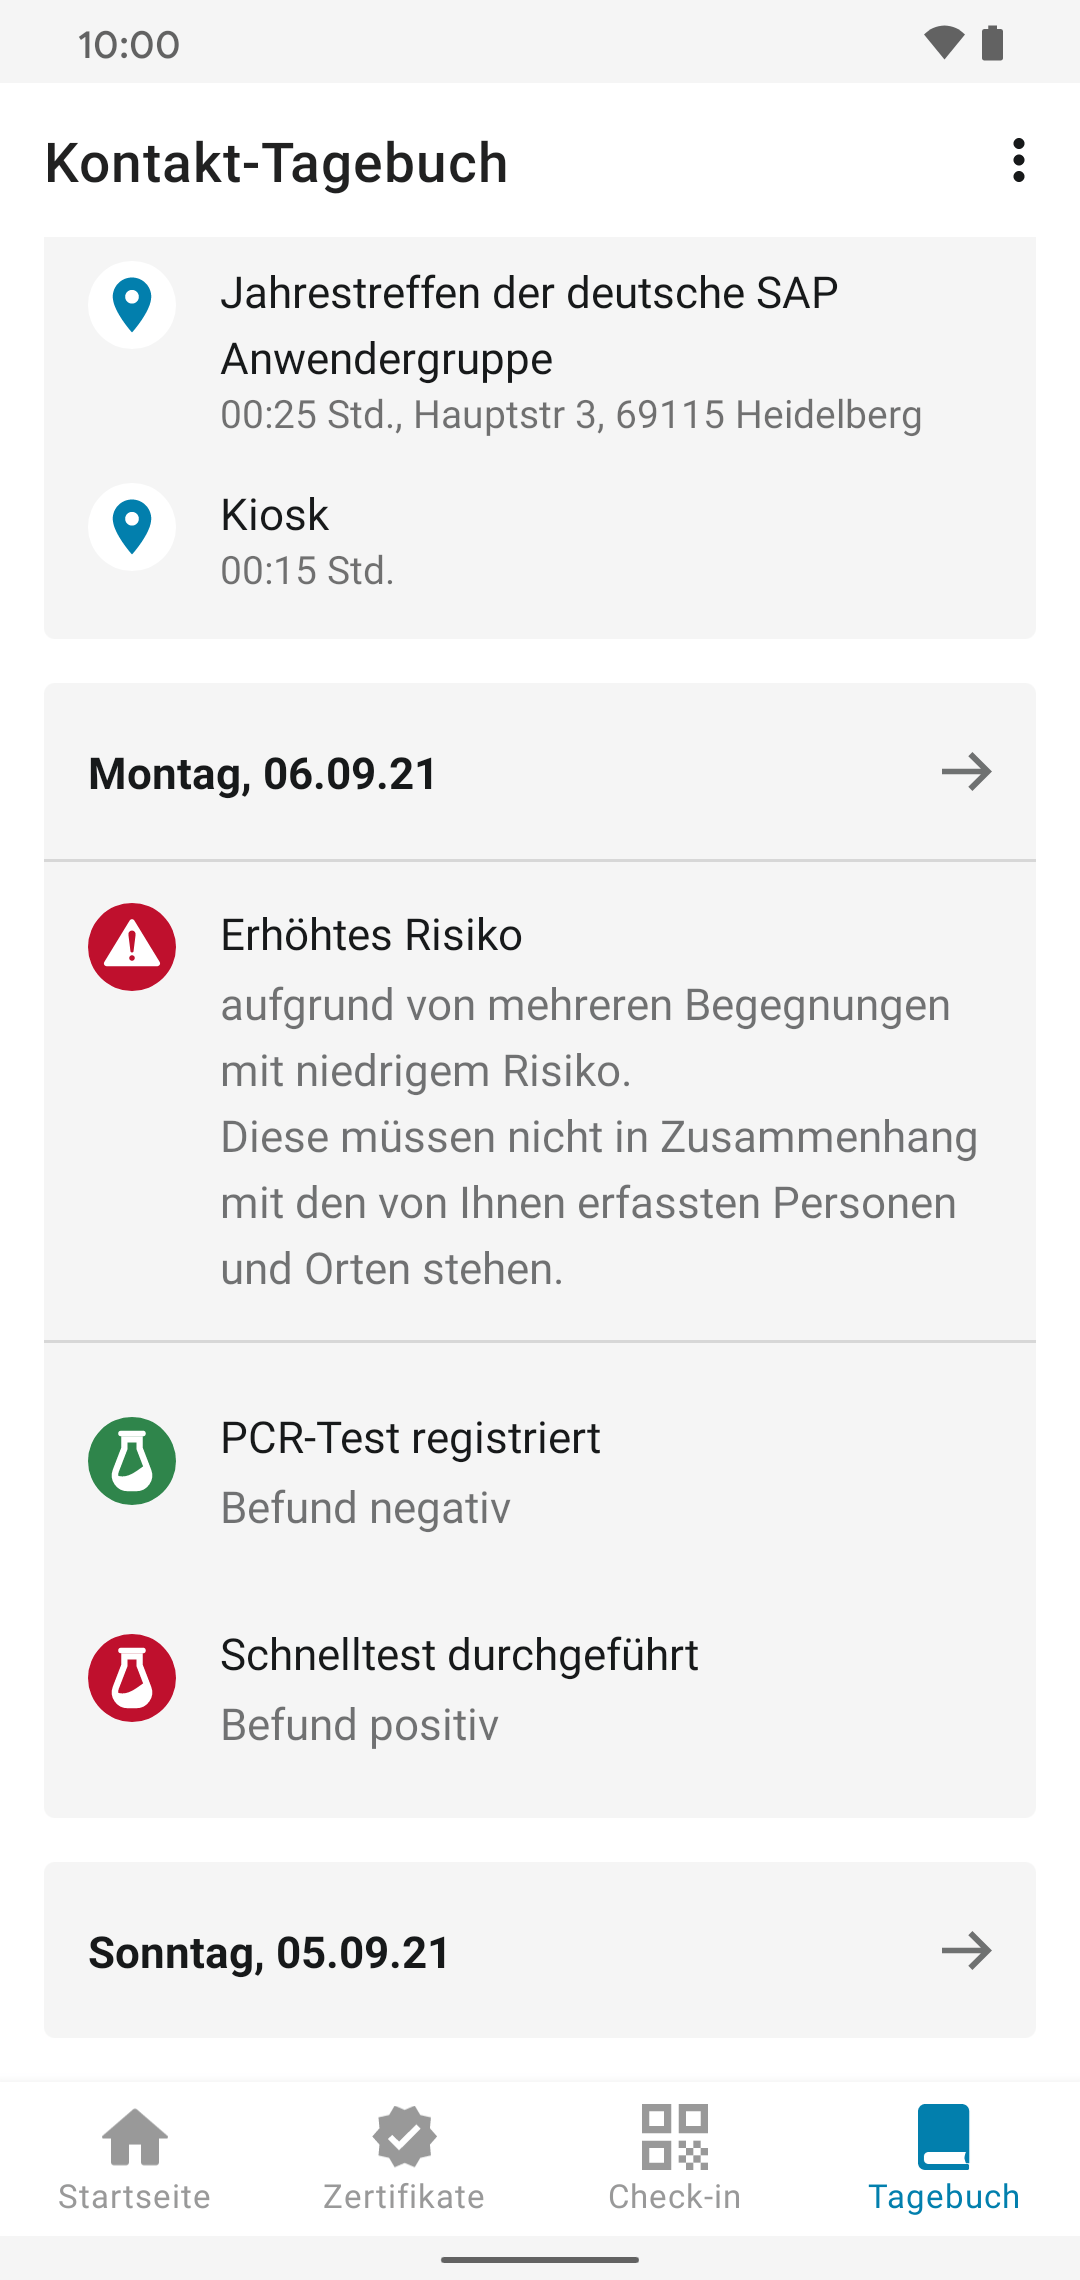 10:00
Kontakt-Tagebuch
Jahrestreffen der deutsche SAP
Anwendergruppe
00:25 Std., Hauptstr 3, 69115 Heidelberg
Kiosk
00:15 Std.
Montag, 06.09.21
Erhöhtes Risiko
aufgrund von mehreren Begegnungen
mit niedrigem Risiko.
Diese müssen nicht in Zusammenhang
mit den von Ihnen erfassten Personen
und Orten stehen.
PCR-Test registriert
Befund negativ
Schnelltest durchgeführt
Befund positiv
Sonntag, 05.09.21
Startseite
Zertifikate
Check-in
Tagebuch